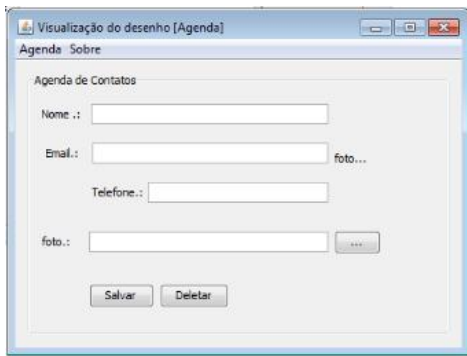 Visualização do desenho [Agenda]
Agenda Sobre
Agenda de Contatos
Nome .:
Email.:
foto...
Telefone.:
foto.: ...
Salvar Deletar